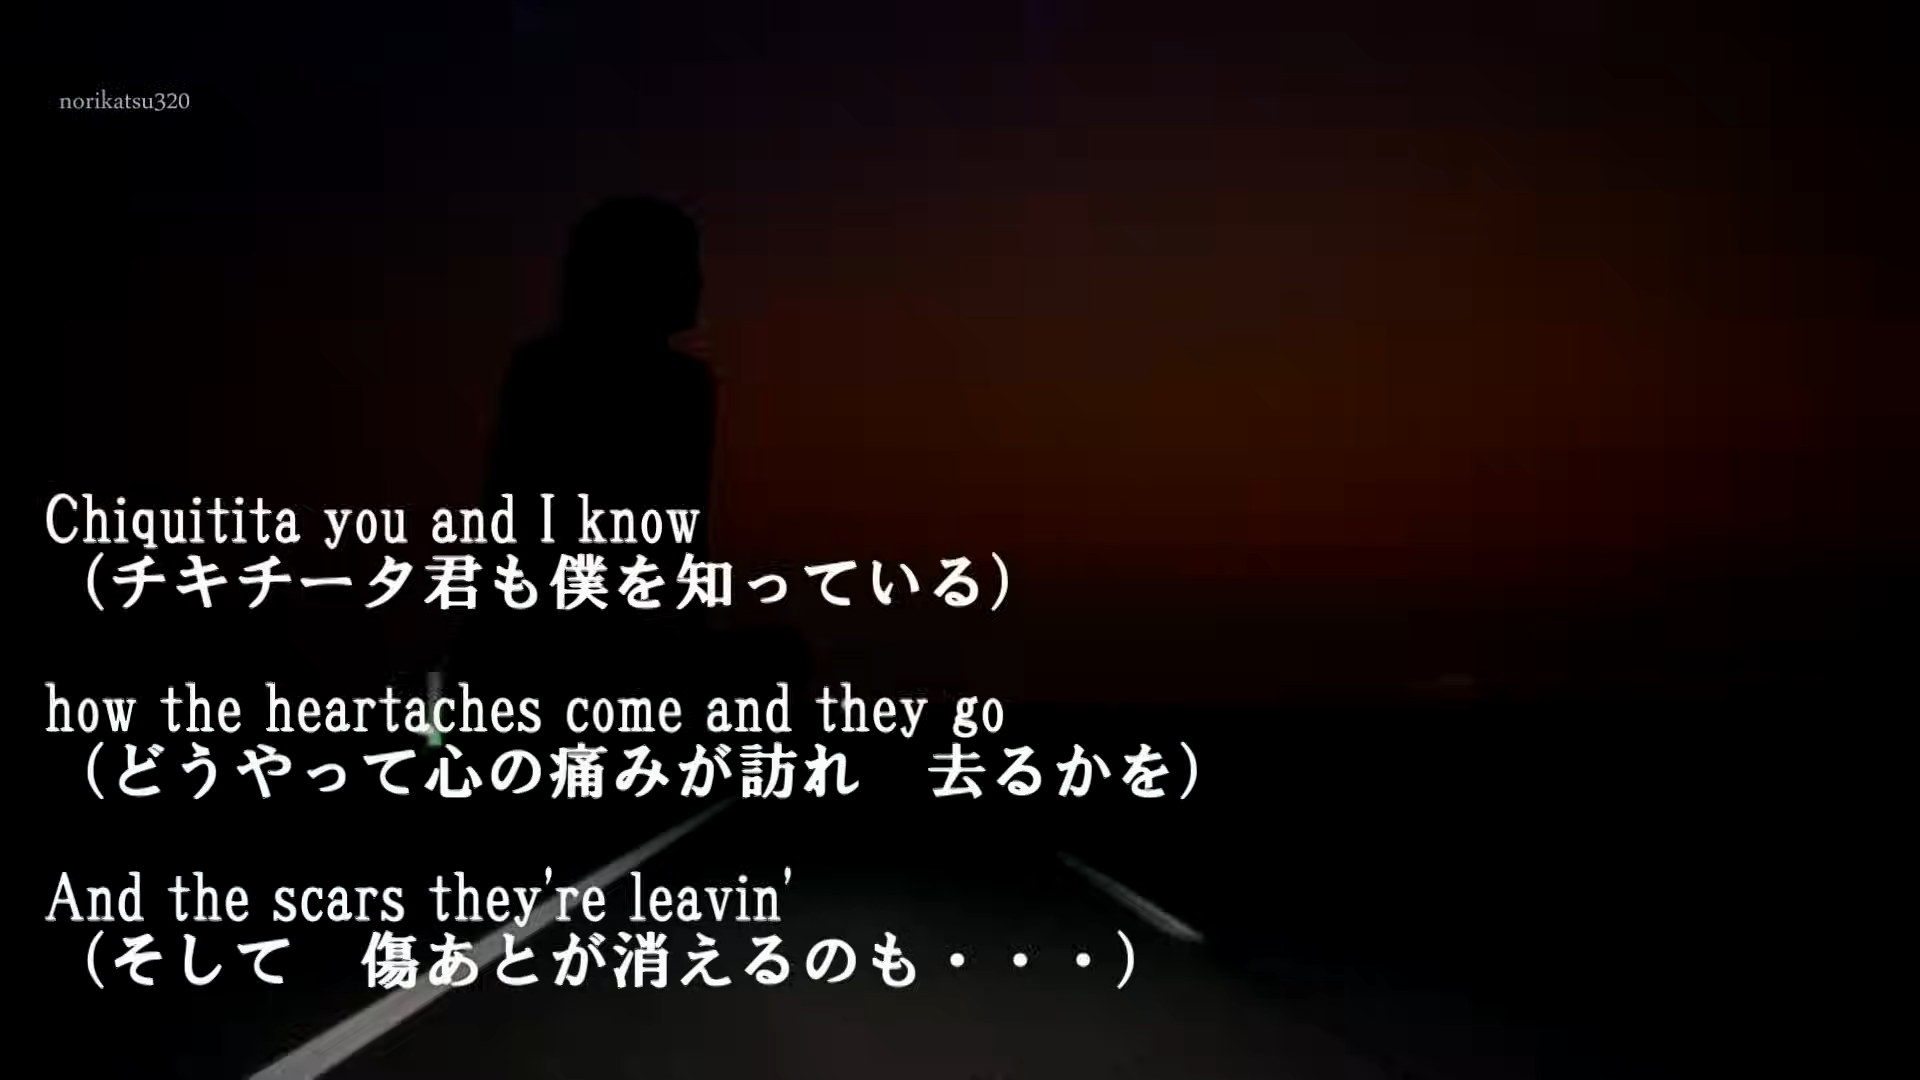 norikatsu320
Chiquitita you and I know
（チキチータ君も僕を知っている）
how the heartaches come and they go
（どうやって心の痛みが訪れ　去るかを）
And the scars they're leavin'
（そして　傷あとが消えるのも・・・）